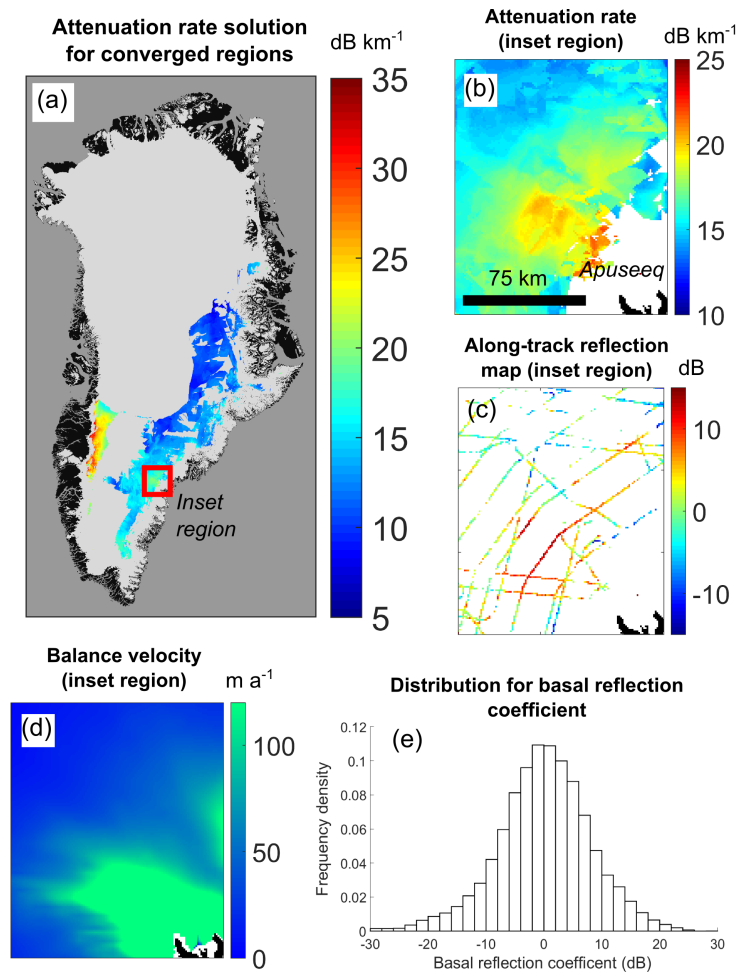 Attenuation rate solution
for converged regions
dB km-1
(a)
35
30
25
20
15
10
5
Inset
region
Attenuation rate
(inset region)
dB km-1
(b)
25
20
15
10
75 km
Apuseeq
Along-track reflection
map (inset region)
dB
(c)
10
0
-10
Balance velocity
(inset region)
m a-1
(d)
100
50
0
Distribution for basal reflection
coefficient
(e)
Frequency density
0.12
0.1
0.08
0.06
0.04
0.02
0
-30 -20 -10 0 10 20 30
Basal reflection coefficent (dB)